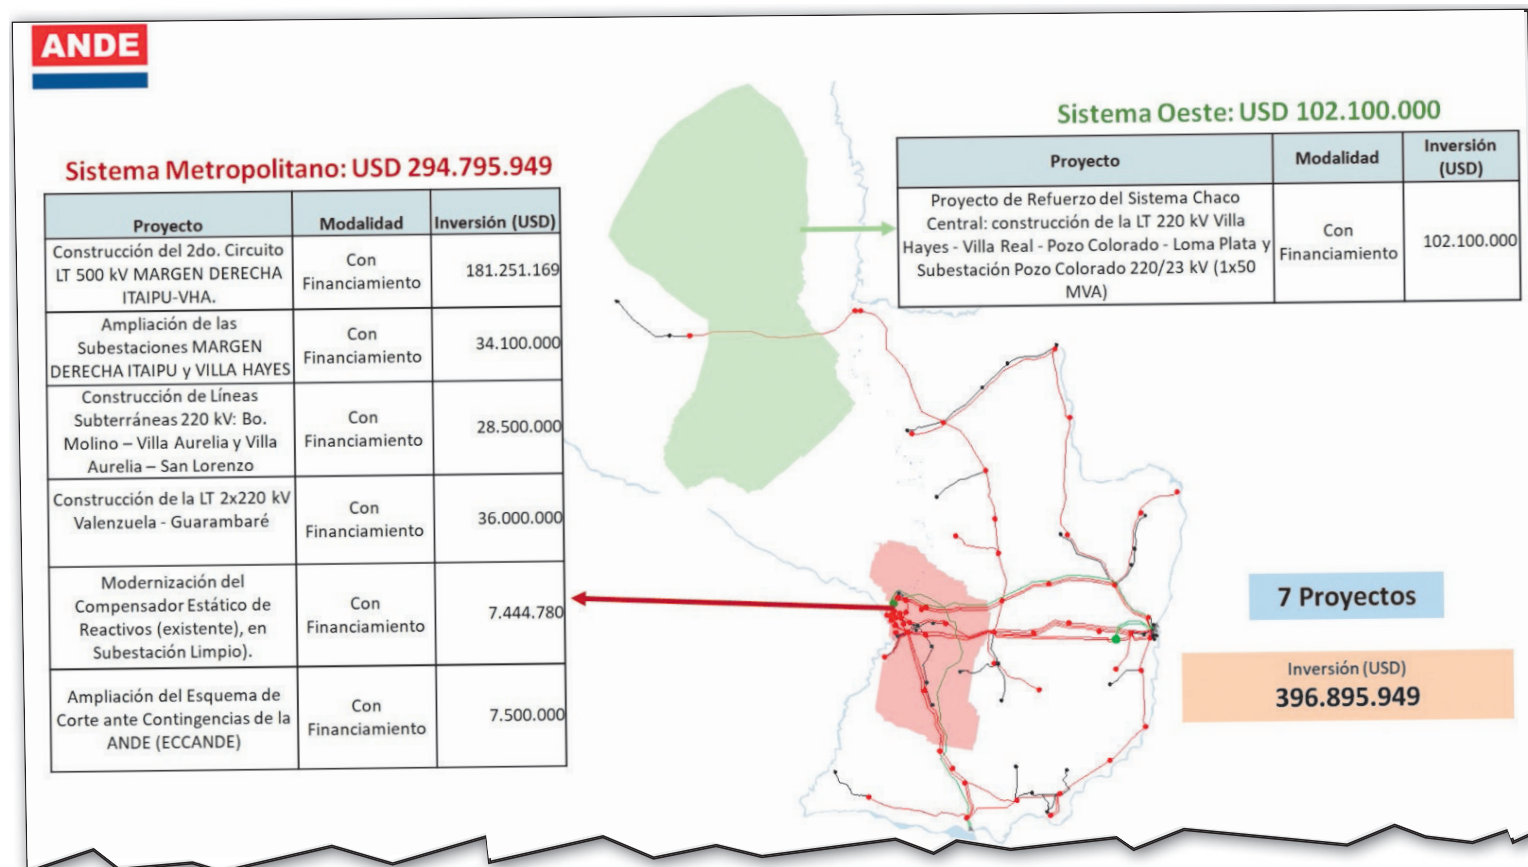 ANDE
Sistema Metropolitano: USD 294.795.949
Proyecto
Modalidad
Inversión (USD)
Construcción del 2do. Circuito
LT 500 kV MARGEN DERECHA
ITAIPU-VHA.
Con
Financiamiento
181.251.169
Ampliación de las
Subestaciones MARGEN
DERECHA ITAIPU y VILLA HAYES
Con
Financiamiento
34.100.000
Construcción de Líneas
Subterráneas 220 kV: Bo.
Molino – Villa Aurelia y Villa
Aurelia – San Lorenzo
Con
Financiamiento
28.500.000
Construcción de la LT 2x220 kV
Valenzuela - Guarambaré
Con
Financiamiento
36.000.000
Modernización del
Compensador Estático de
Reactivos (existente), en
Subestación Limpio).
Con
Financiamiento
7.444.780
Ampliación del Esquema de
Corte ante Contingencias de la
ANDE (ECCANDE)
Con
Financiamiento
7.500.000
Sistema Oeste: USD 102.100.000
Proyecto
Modalidad
Inversión
(USD)
Proyecto de Refuerzo del Sistema Chaco
Central: construcción de la LT 220 kV Villa
Hayes - Villa Real - Pozo Colorado - Loma Plata y
Subestación Pozo Colorado 220/23 kV (1x50
MVA)
Con
Financiamiento
102.100.000
7 Proyectos
Inversión (USD)
396.895.949